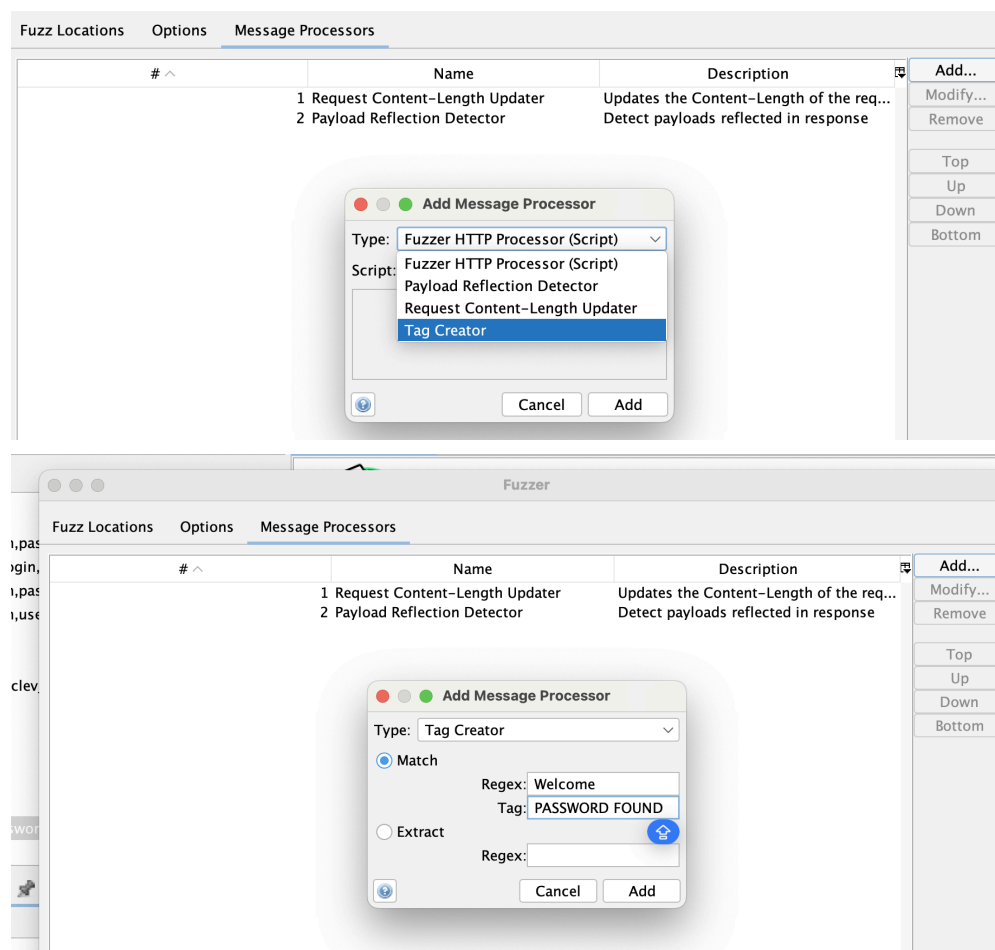 Fuzz Locations Options Message Processors
# Name Description
1 Request Content-Length Updater Updates the Content-Length of the req...
2 Payload Reflection Detector Detect payloads reflected in response
Add...
Modify...
Remove
Top
Up
Down
Bottom
Add Message Processor
Type: Fuzzer HTTP Processor (Script)
Script:
Fuzzer HTTP Processor (Script)
Payload Reflection Detector
Request Content-Length Updater
Tag Creator
Cancel Add
Fuzzer
Fuzz Locations Options Message Processors
# Name Description
1 Request Content-Length Updater Updates the Content-Length of the req...
2 Payload Reflection Detector Detect payloads reflected in response
Add...
Modify...
Remove
Top
Up
Down
Bottom
Add Message Processor
Type: Tag Creator
Match
Regex: Welcome
Tag: PASSWORD FOUND
Extract
Regex:
Cancel Add